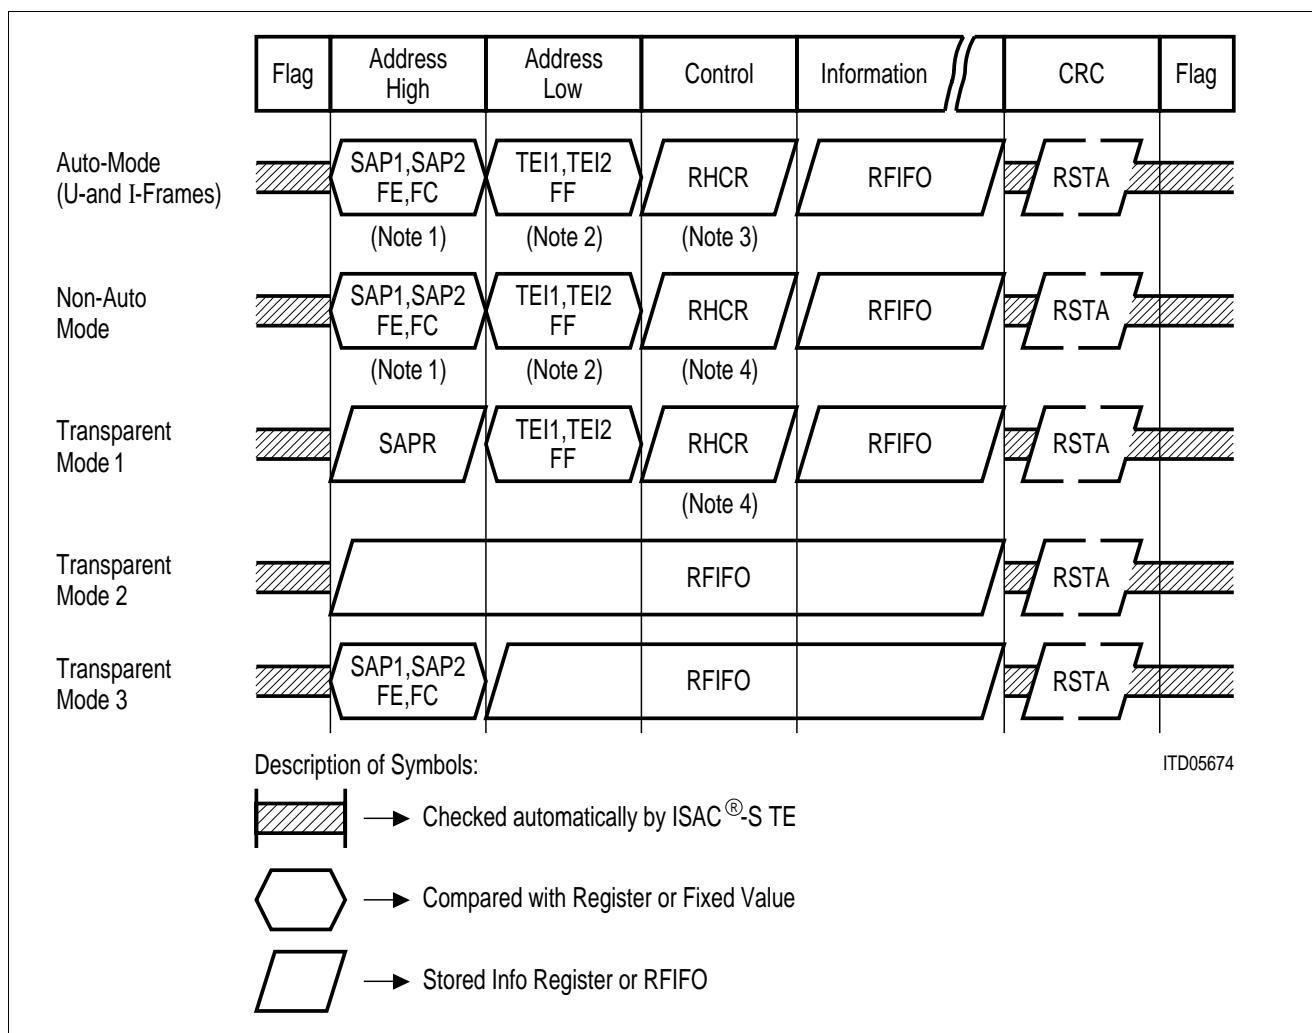 Flag Address High Address Low Control Information CRC Flag
Auto-Mode (U-and I-Frames) SAP1,SAP2 FE,FC TEI1,TEI2 FF RHCR RFIFO RSTA
(Note 1) (Note 2) (Note 3)
Non-Auto Mode SAP1,SAP2 FE,FC TEI1,TEI2 FF RHCR RFIFO RSTA
(Note 1) (Note 2) (Note 4)
Transparent Mode 1 SAPR TEI1,TEI2 FF RHCR RFIFO RSTA
(Note 4)
Transparent Mode 2 RFIFO RSTA
Transparent Mode 3 SAP1,SAP2 FE,FC RFIFO RSTA
Description of Symbols: ITD05674
Checked automatically by ISAC®-S TE
Compared with Register or Fixed Value
Stored Info Register or RFIFO